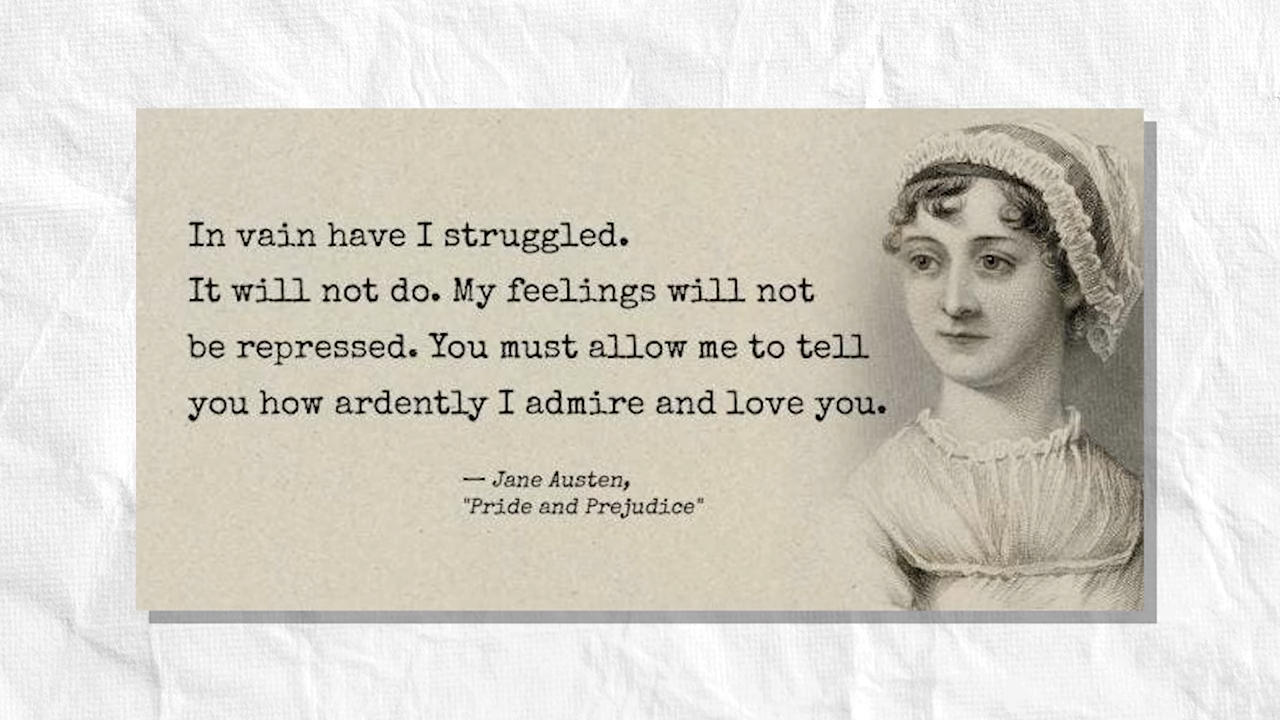 In vain have I struggled.
It will not do. My feelings will not
be repressed. You must allow me to tell
you how ardently I admire and love you.
— Jane Austen,
"Pride and Prejudice"